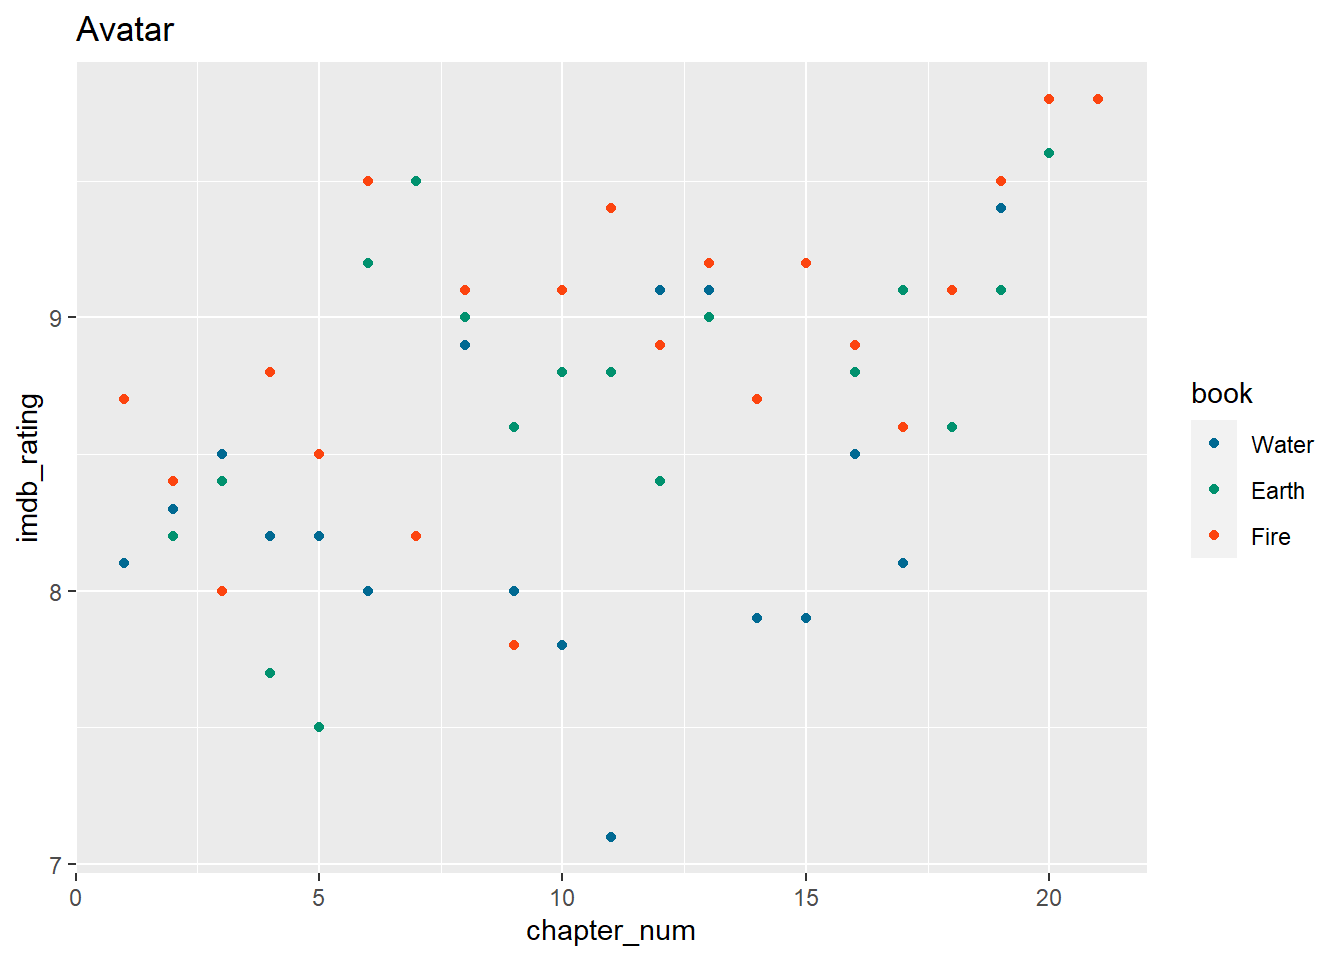 Avatar
imdb_rating
9
8
7
0 5 10 15 20
chapter_num
book
Water
Earth
Fire